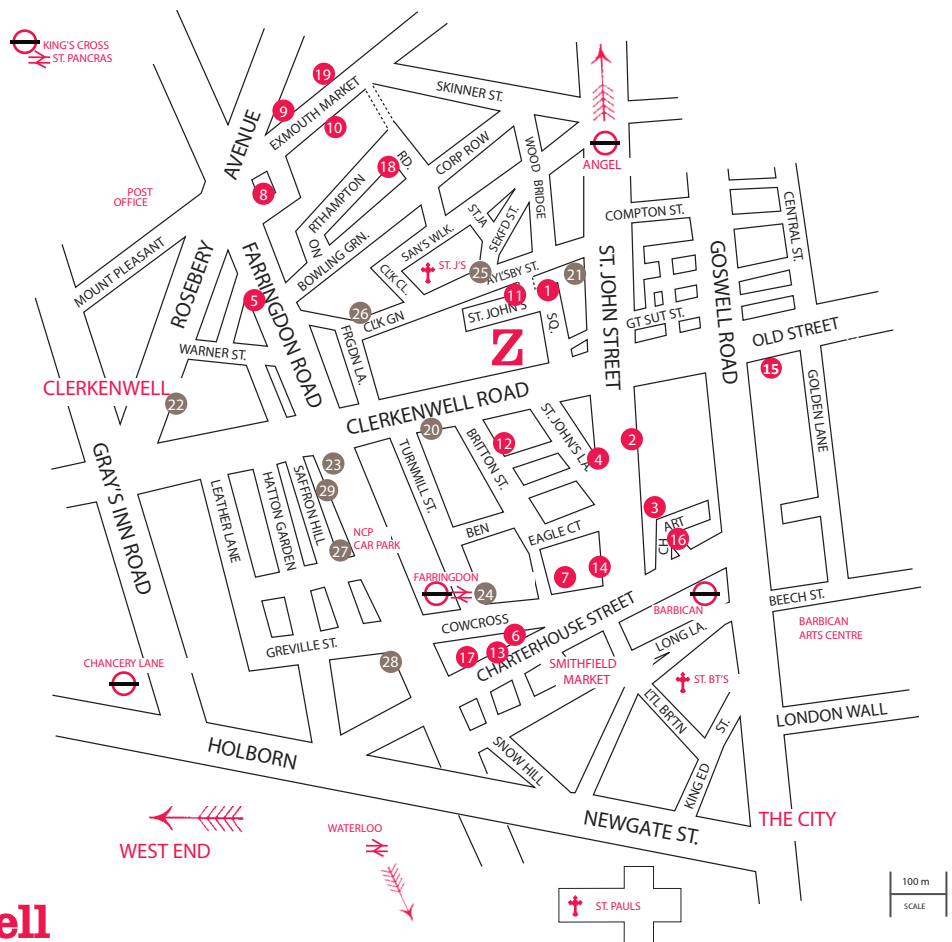 KING'S CROSS
ST. PANCRAS
19
SKINNER ST.
9
EXMOUTH MARKET
10
AVENUE
ANGEL
18
RD.
CORP ROW
WOOD BRIDGE
POST
OFFICE
8
RTHAMPTON
ON
ST.JA
SEKFD ST.
COMPTON ST.
CENTRAL ST.
MOUNT PLEASANT
ROSEBERY
FARRINGDON ROAD
BOWLING GRN.
SAN'S WLK.
CLK CL.
ST. J'S
25
AYL'SBY ST.
21
ST. JOHN STREET
GOSWELL ROAD
5
11
1
ST. JOHN'S
SQ.
26
CLK GN
GT SUT ST.
OLD STREET
WARNER ST.
FRGDN LA.
Z
15
GOLDEN LANE
CLERKENWELL
22
CLERKENWELL ROAD
20
12
BRITTON ST.
ST. JOHN'S LA.
4
2
GRAY'S INN ROAD
LEATHER LANE
HATTON GARDEN
SAFFRON HILL
23
29
27
TURNMILL ST.
NCP
CAR PARK
BEN
EAGLE CT
3
ART
CH
16
FARRINGDON
24
7
14
BEECH ST.
BARBICAN
BARBICAN
ARTS CENTRE
COWCROSS
6
CHARTERHOUSE STREET
17
13
LONG LA.
GREVILLE ST.
28
SMITHFIELD
MARKET
CHANCERY LANE
ST. BT'S
L'TL BRTN
ST.
KING ED
LONDON WALL
HOLBORN
SNOW HILL
NEWGATE ST.
THE CITY
WATERLOO
WEST END
100 m
SCALE
ST. PAULS
ell